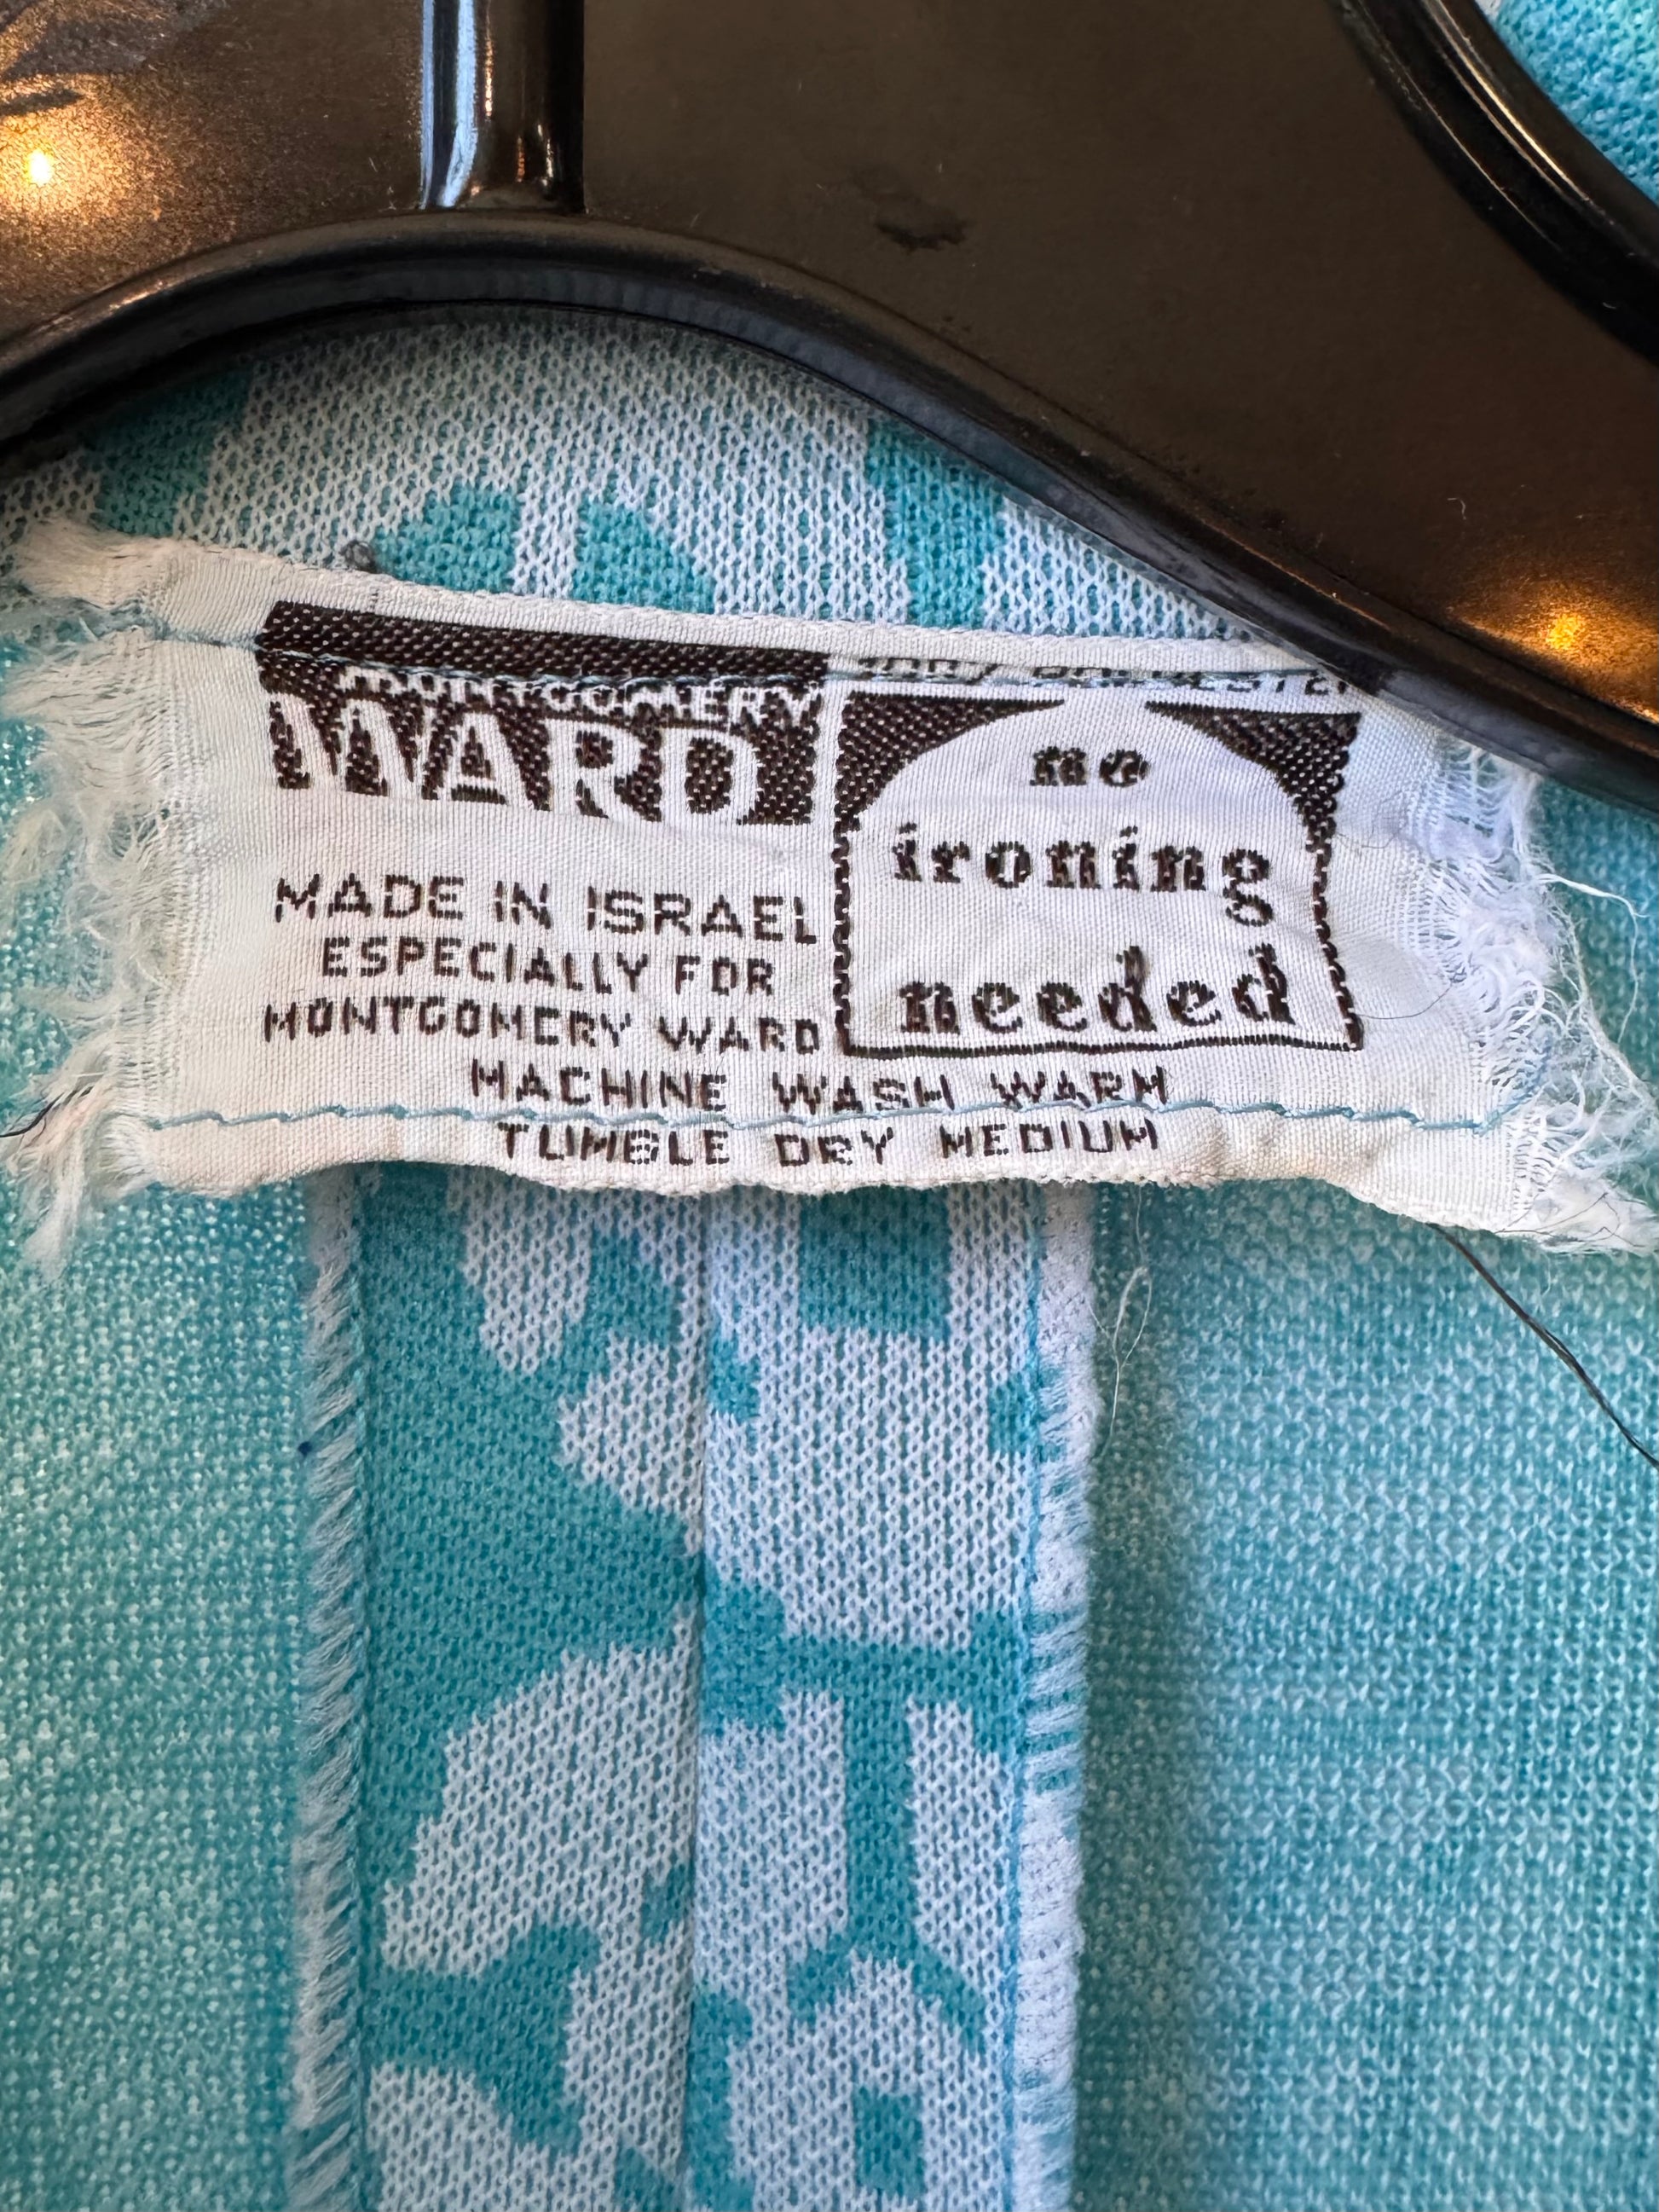 MONTGOMERY
WARD
MADE IN ISRAEL
ESPECIALLY FOR
MONTGOMERY WARD
no
ironing
needed
MACHINE WASH WARM
TUMBLE DRY MEDIUM